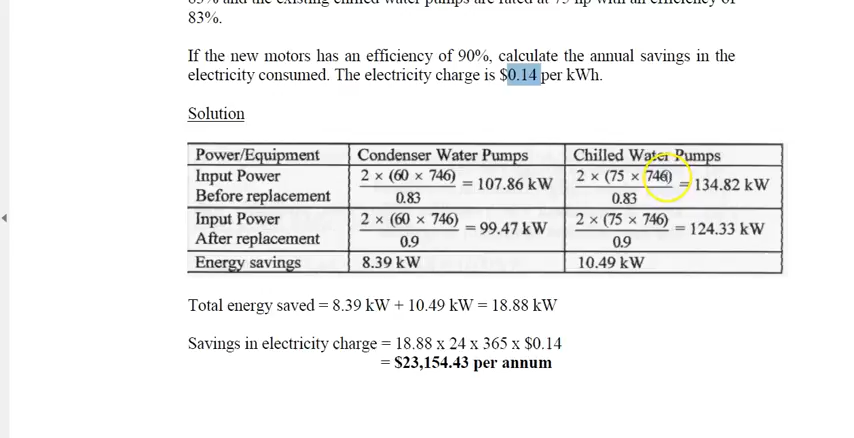 83%.
If the new motors has an efficiency of 90%, calculate the annual savings in the
electricity consumed. The electricity charge is $0.14 per kWh.
Solution
Power/Equipment Condenser Water Pumps Chilled Water Pumps
Input Power
Before replacement
2 × (60 × 746)
0.83
= 107.86 kW
2 × (75 × 746)
0.83
= 134.82 kW
Input Power
After replacement
2 × (60 × 746)
0.9
= 99.47 kW
2 × (75 × 746)
0.9
= 124.33 kW
Energy savings 8.39 kW 10.49 kW
Total energy saved = 8.39 kW + 10.49 kW = 18.88 kW
Savings in electricity charge = 18.88 x 24 x 365 x $0.14
= $23,154.43 per annum